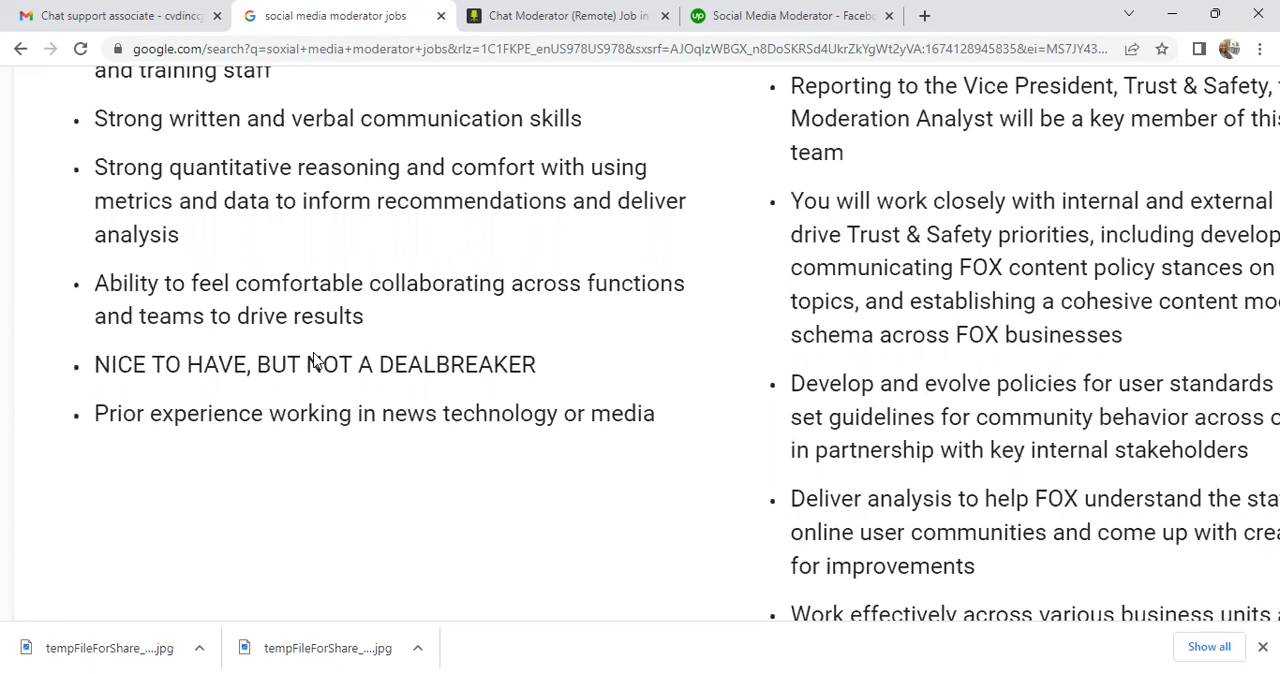 Chat support associate - cvdincc
social media moderator jobs
Chat Moderator (Remote) Job in
Social Media Moderator - Faceb
google.com/search?q=soxial+media+moderator+jobs&rlz=1C1FKPE_enUS978US978&sxsrf=AJOqlzWBGX_n8DoSKRSd4UkrZkYgWt2yVA:1674128945835&ei=MS7JY43...
and training staff
• Strong written and verbal communication skills
• Strong quantitative reasoning and comfort with using
metrics and data to inform recommendations and deliver
analysis
• Ability to feel comfortable collaborating across functions
and teams to drive results
• NICE TO HAVE, BUT NOT A DEALBREAKER
• Prior experience working in news technology or media
• Reporting to the Vice President, Trust & Safety,
Moderation Analyst will be a key member of this
team
• You will work closely with internal and external
drive Trust & Safety priorities, including develop
communicating FOX content policy stances on
topics, and establishing a cohesive content mo
schema across FOX businesses
• Develop and evolve policies for user standards
set guidelines for community behavior across
in partnership with key internal stakeholders
• Deliver analysis to help FOX understand the sta
online user communities and come up with crea
for improvements
• Work effectively across various business units
tempFileForShare_....jpg
tempFileForShare_....jpg
Show all